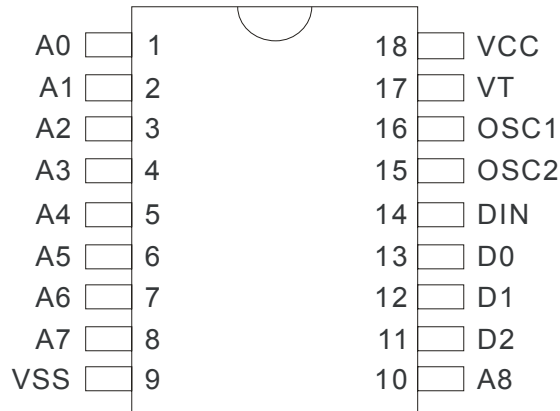 A0 1 18 VCC
A1 2 17 VT
A2 3 16 OSC1
A3 4 15 OSC2
A4 5 14 DIN
A5 6 13 D0
A6 7 12 D1
A7 8 11 D2
VSS 9 10 A8